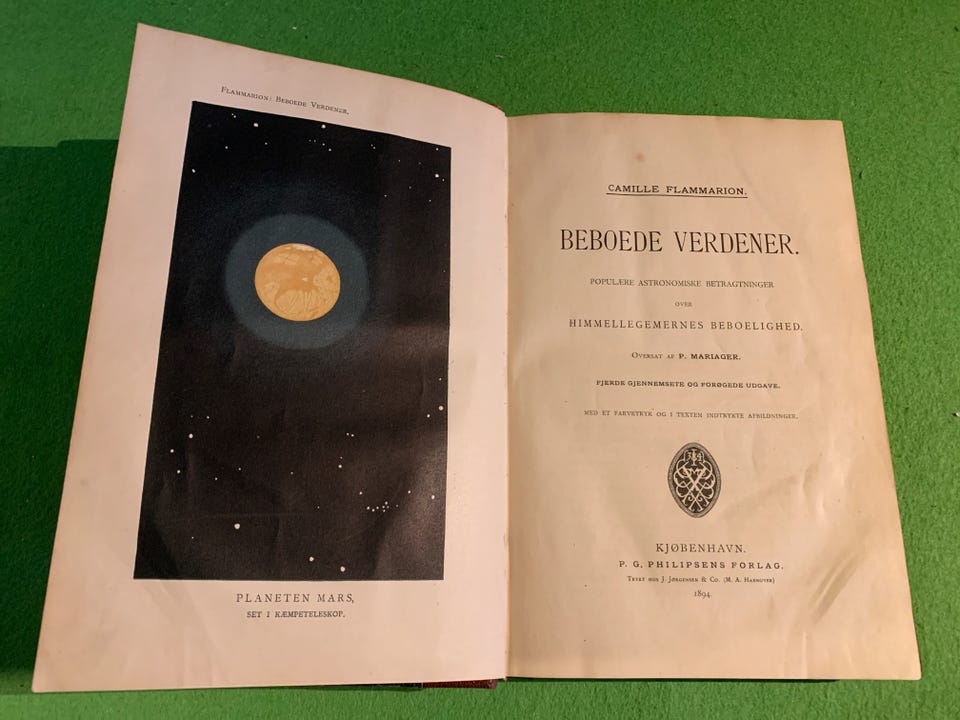 Flammarion: Beboede Verdener.
PLANETEN MARS,
SET I KÆMPETELESKOP.
CAMILLE FLAMMARION.
BEBOEDE VERDENER.
POPULÆRE ASTRONOMISKE BETRAGTNINGER
OVER
HIMMELLEGEMERNES BEBOELIGHED.
Oversat af P. MARIAGER.
FJERDE GJENNEMSETE OG FORØGEDE UDGAVE.
MED ET FARVETRYK OG I TEXTEN INDTRYKTE AFBILDNINGER.
KJØBENHAVN.
P. G. PHILIPSENS FORLAG.
Trykt hos J. Jørgensen & Co. (M. A. Hannover)
1894.